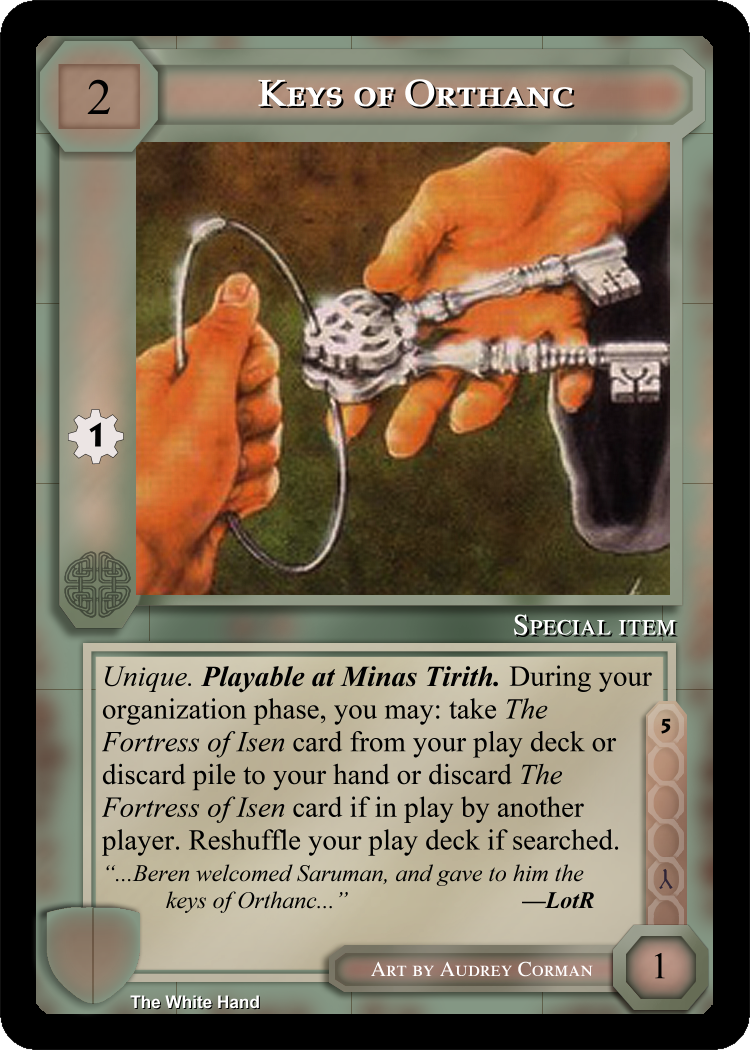 2
Keys of Orthanc
1
Special item
Unique. Playable at Minas Tirith. During your
organization phase, you may: take The
Fortress of Isen card from your play deck or
discard pile to your hand or discard The
Fortress of Isen card if in play by another
player. Reshuffle your play deck if searched.
5
“...Beren welcomed Saruman, and gave to him the
keys of Orthanc...” —LotR
Art by Audrey Corman
1
The White Hand